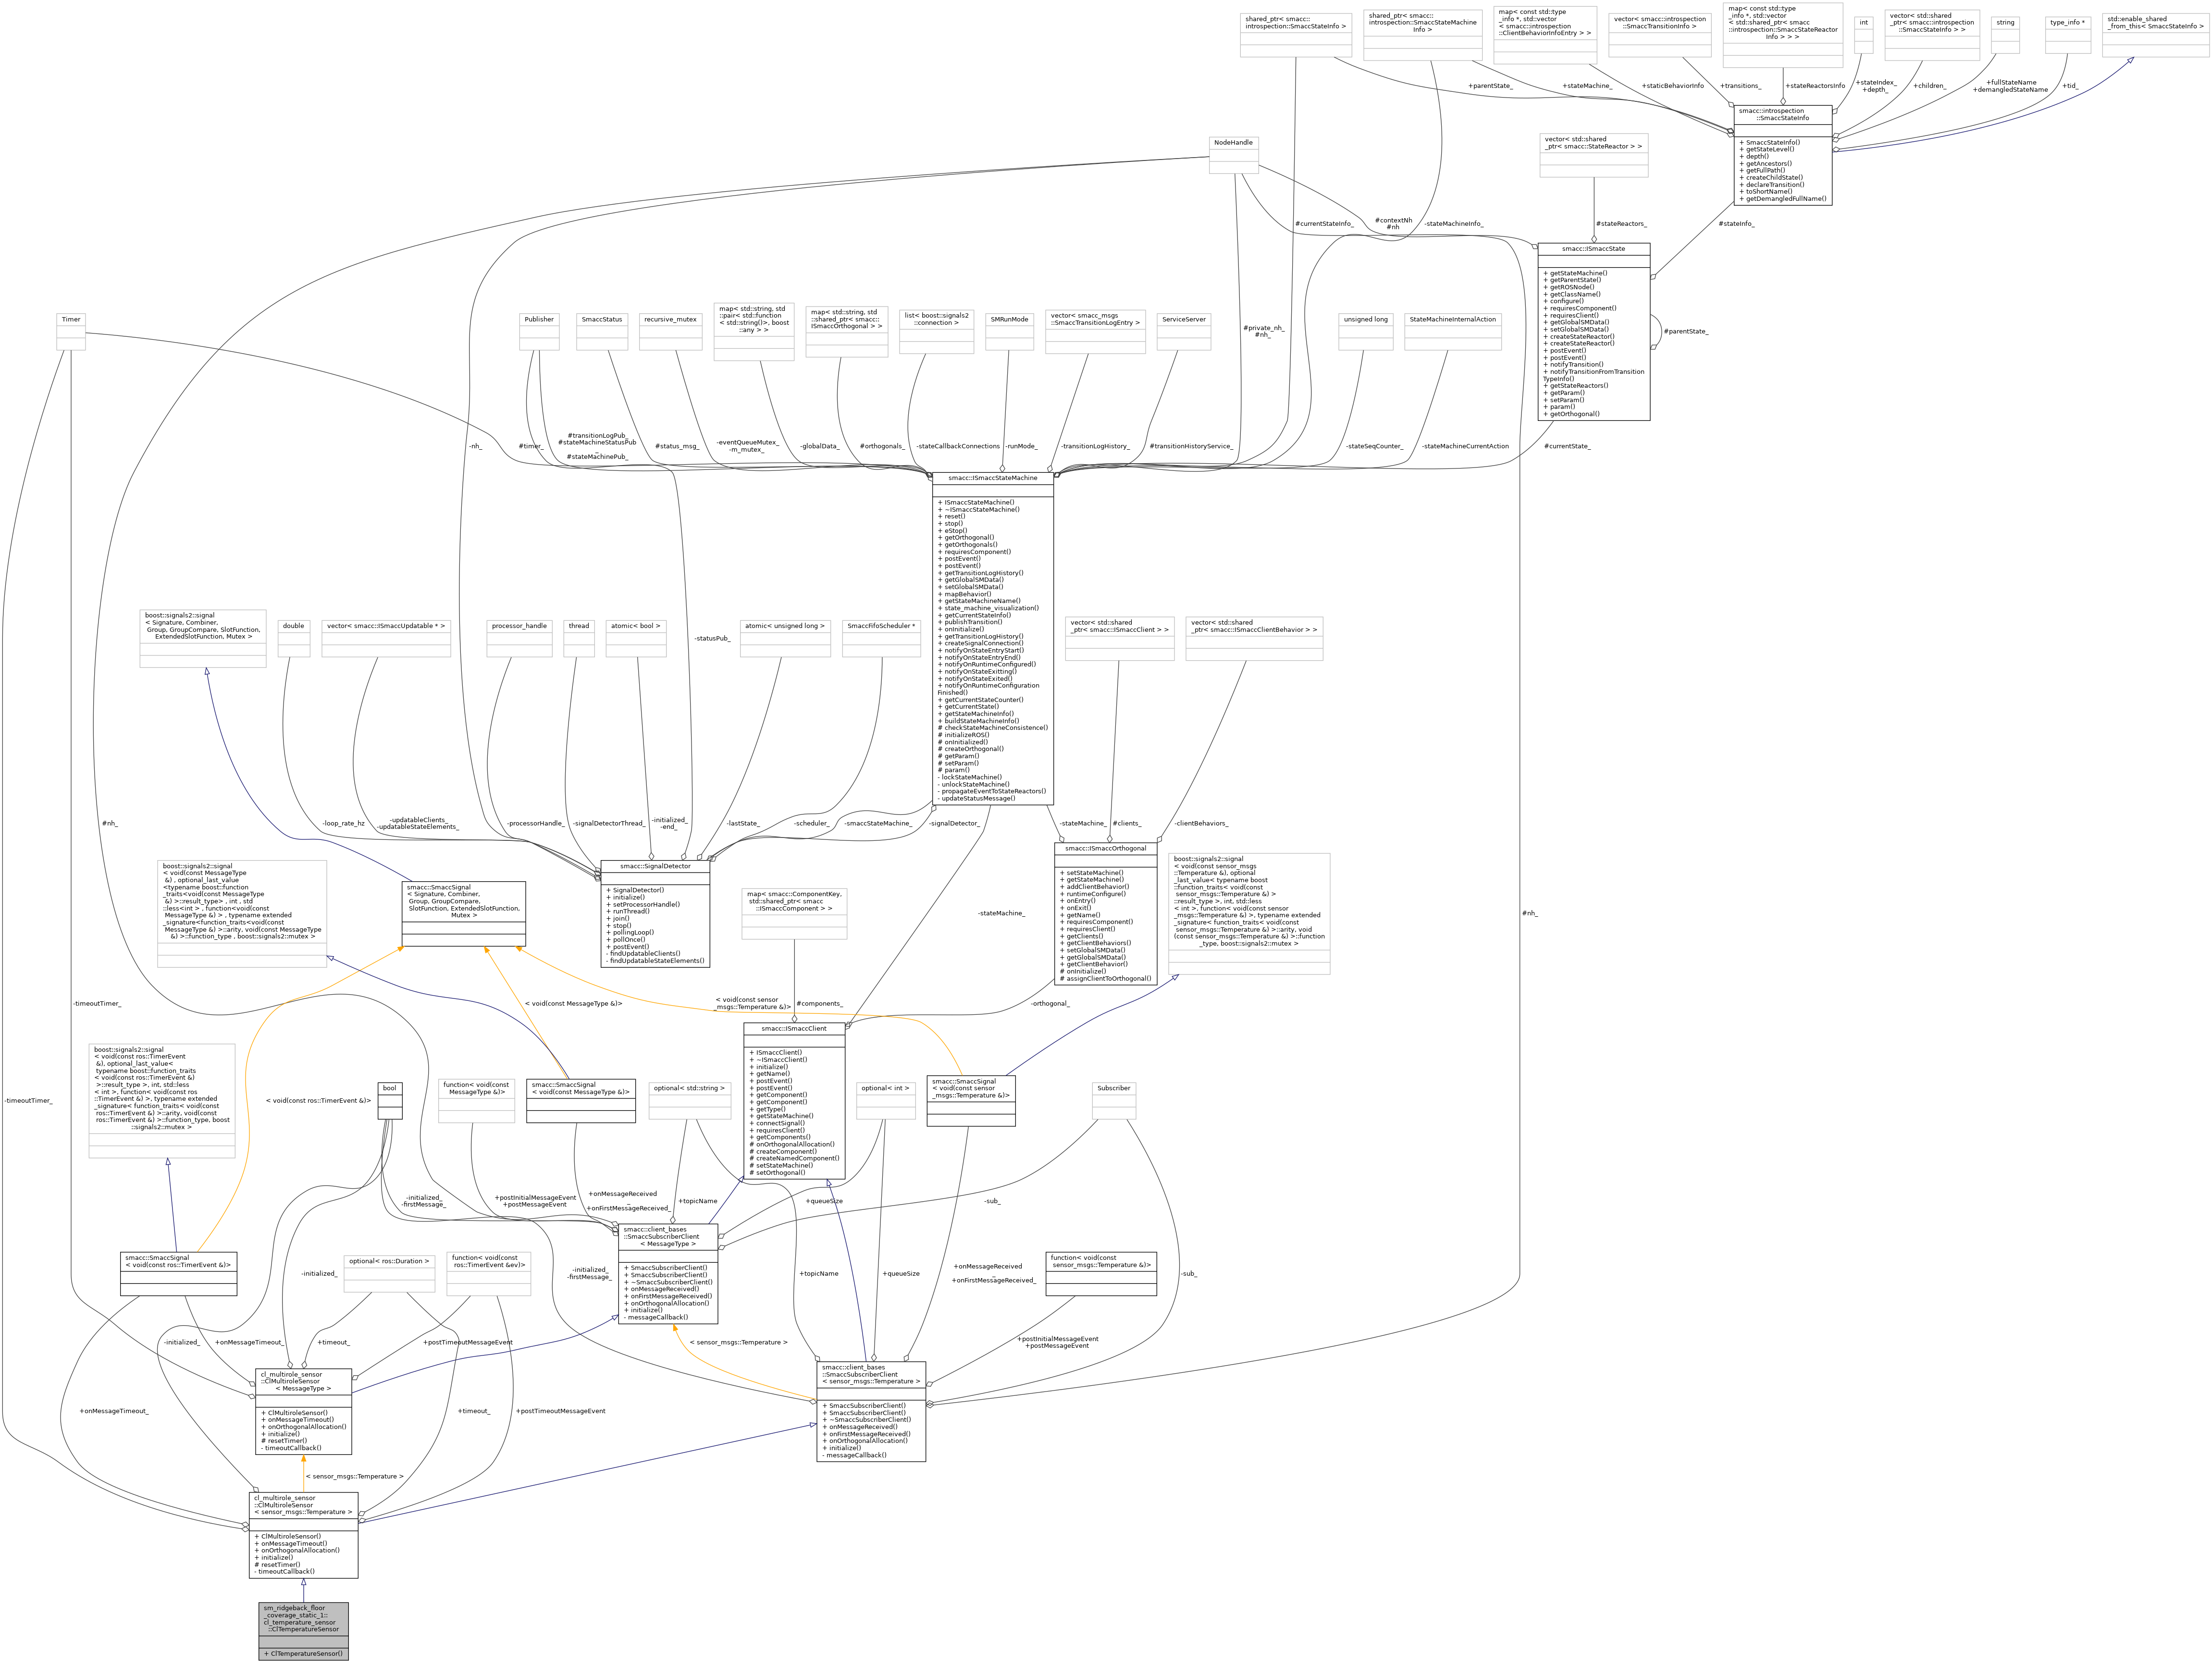 shared_ptr< smacc::
introspection::SmaccStateInfo >
shared_ptr< smacc::
introspection::SmaccStateMachine
Info >
map< const std::type
_info *, std::vector
< smacc::introspection
::ClientBehaviorInfoEntry > >
vector< smacc::introspection
::SmaccTransitionInfo >
map< const std::type
_info *, std::vector
< std::shared_ptr< smacc
::introspection::SmaccStateReactor
Info > > >
int
vector< std::shared
_ptr< smacc::introspection
::SmaccStateInfo > >
string
type_info *
std::enable_shared
_from_this< SmaccStateInfo >
+parentState_
+stateMachine_
+staticBehaviorInfo
+transitions_
+stateReactorsInfo
+stateIndex_
+depth_
+children_
+fullStateName
+demangledStateName
+tid_
smacc::introspection
::SmaccStateInfo
+ SmaccStateInfo()
+ getStateLevel()
+ depth()
+ getAncestors()
+ getFullPath()
+ createChildState()
+ declareTransition()
+ toShortName()
+ getDemangledFullName()
NodeHandle
vector< std::shared
_ptr< smacc::StateReactor > >
#currentStateInfo_
#contextNh
#nh
-stateMachineInfo_
#stateReactors_
#stateInfo_
smacc::ISmaccState
+ getStateMachine()
+ getParentState()
+ getROSNode()
+ getClassName()
+ configure()
+ requiresComponent()
+ requiresClient()
+ getGlobalSMData()
+ setGlobalSMData()
+ createStateReactor()
+ createStateReactor()
+ postEvent()
+ postEvent()
+ notifyTransition()
+ notifyTransitionFromTransition
TypeInfo()
+ getStateReactors()
+ getParam()
+ setParam()
+ param()
+ getOrthogonal()
#parentState_
Timer
Publisher
SmaccStatus
recursive_mutex
map< std::string, std
::pair< std::function
< std::string()>, boost
::any > >
map< std::string, std
::shared_ptr< smacc::
ISmaccOrthogonal > >
list< boost::signals2
::connection >
SMRunMode
vector< smacc_msgs
::SmaccTransitionLogEntry >
ServiceServer
#private_nh_
#nh_
unsigned long
StateMachineInternalAction
-nh_
#timer_
#transitionLogPub_
#stateMachineStatusPub
_
#stateMachinePub_
#status_msg_
-eventQueueMutex_
-m_mutex_
-globalData_
#orthogonals_
-stateCallbackConnections
-runMode_
-transitionLogHistory_
#transitionHistoryService_
-stateSeqCounter_
-stateMachineCurrentAction
#currentState_
smacc::ISmaccStateMachine
+ ISmaccStateMachine()
+ ~ISmaccStateMachine()
+ reset()
+ stop()
+ eStop()
+ getOrthogonal()
+ getOrthogonals()
+ requiresComponent()
+ postEvent()
+ postEvent()
+ getTransitionLogHistory()
+ getGlobalSMData()
+ setGlobalSMData()
+ mapBehavior()
+ getStateMachineName()
+ state_machine_visualization()
+ getCurrentStateInfo()
+ publishTransition()
+ onInitialize()
+ getTransitionLogHistory()
+ createSignalConnection()
+ notifyOnStateEntryStart()
+ notifyOnStateEntryEnd()
+ notifyOnRuntimeConfigured()
+ notifyOnStateExitting()
+ notifyOnStateExited()
+ notifyOnRuntimeConfiguration
Finished()
+ getCurrentStateCounter()
+ getCurrentState()
+ getStateMachineInfo()
+ buildStateMachineInfo()
# checkStateMachineConsistence()
# initializeROS()
# onInitialized()
# createOrthogonal()
# getParam()
# setParam()
# param()
- lockStateMachine()
- unlockStateMachine()
- propagateEventToStateReactors()
- updateStatusMessage()
boost::signals2::signal
< Signature, Combiner,
Group, GroupCompare, SlotFunction,
ExtendedSlotFunction, Mutex >
double
vector< smacc::ISmaccUpdatable * >
processor_handle
thread
atomic< bool >
-statusPub_
atomic< unsigned long >
SmaccFifoScheduler *
vector< std::shared
_ptr< smacc::ISmaccClient > >
vector< std::shared
_ptr< smacc::ISmaccClientBehavior > >
#nh_
-loop_rate_hz
-updatableClients_
-updatableStateElements_
-processorHandle_
-signalDetectorThread_
-initialized_
-end_
-lastState_
-scheduler_
-smaccStateMachine_
-signalDetector_
-stateMachine_
#clients_
-clientBehaviors_
smacc::SignalDetector
+ SignalDetector()
+ initialize()
+ setProcessorHandle()
+ runThread()
+ join()
+ stop()
+ pollingLoop()
+ pollOnce()
+ postEvent()
- findUpdatableClients()
- findUpdatableStateElements()
smacc::ISmaccOrthogonal
+ setStateMachine()
+ getStateMachine()
+ addClientBehavior()
+ runtimeConfigure()
+ onEntry()
+ onExit()
+ getName()
+ requiresComponent()
+ requiresClient()
+ getClients()
+ getClientBehaviors()
+ setGlobalSMData()
+ getGlobalSMData()
+ getClientBehavior()
# onInitialize()
# assignClientToOrthogonal()
boost::signals2::signal
< void(const MessageType
&) , optional_last_value
<typename boost::function
_traits<void(const MessageType
&) >::result_type> , int , std
::less<int > , function<void(const
MessageType &) > , typename extended
_signature<function_traits<void(const
MessageType &) >::arity, void(const MessageType
&) >::function_type , boost::signals2::mutex >
smacc::SmaccSignal
< Signature, Combiner,
Group, GroupCompare,
SlotFunction, ExtendedSlotFunction,
Mutex >
map< smacc::ComponentKey,
std::shared_ptr< smacc
::ISmaccComponent > >
boost::signals2::signal
< void(const sensor_msgs
::Temperature &), optional
_last_value< typename boost
::function_traits< void(const
sensor_msgs::Temperature &) >
::result_type >, int, std::less
< int >, function< void(const sensor
_msgs::Temperature &) >, typename extended
_signature< function_traits< void(const
sensor_msgs::Temperature &) >::arity, void
(const sensor_msgs::Temperature &) >::function
_type, boost::signals2::mutex >
-stateMachine_
#nh_
-timeoutTimer_
< void(const MessageType &)>
< void(const sensor
_msgs::Temperature &)>
#components_
-orthogonal_
smacc::ISmaccClient
+ ISmaccClient()
+ ~ISmaccClient()
+ initialize()
+ getName()
+ postEvent()
+ postEvent()
+ getComponent()
+ getComponent()
+ getType()
+ getStateMachine()
+ connectSignal()
+ requiresClient()
+ getComponents()
# onOrthogonalAllocation()
# createComponent()
# createNamedComponent()
# setStateMachine()
# setOrthogonal()
boost::signals2::signal
< void(const ros::TimerEvent
&), optional_last_value<
typename boost::function_traits
< void(const ros::TimerEvent &)
>::result_type >, int, std::less
< int >, function< void(const ros
::TimerEvent &) >, typename extended
_signature< function_traits< void(const
ros::TimerEvent &) >::arity, void(const
ros::TimerEvent &) >::function_type, boost
::signals2::mutex >
-timeoutTimer_
< void(const ros::TimerEvent &)>
bool
function< void(const
MessageType &)>
smacc::SmaccSignal
< void(const MessageType &)>
optional< std::string >
optional< int >
smacc::SmaccSignal
< void(const sensor
_msgs::Temperature &)>
Subscriber
-initialized_
-firstMessage_
+postInitialMessageEvent
+postMessageEvent
+onMessageReceived
_
+onFirstMessageReceived_
+topicName
+queueSize
-sub_
smacc::client_bases
::SmaccSubscriberClient
< MessageType >
+ SmaccSubscriberClient()
+ SmaccSubscriberClient()
+ ~SmaccSubscriberClient()
+ onMessageReceived()
+ onFirstMessageReceived()
+ onOrthogonalAllocation()
+ initialize()
- messageCallback()
smacc::SmaccSignal
< void(const ros::TimerEvent &)>
optional< ros::Duration >
function< void(const
ros::TimerEvent &ev)>
function< void(const
sensor_msgs::Temperature &)>
-initialized_
-initialized_
-firstMessage_
+topicName
+queueSize
+onMessageReceived
_
+onFirstMessageReceived_
-sub_
-initialized_
+onMessageTimeout_
+timeout_
+postTimeoutMessageEvent
< sensor_msgs::Temperature >
+postInitialMessageEvent
+postMessageEvent
cl_multirole_sensor
::ClMultiroleSensor
< MessageType >
+ ClMultiroleSensor()
+ onMessageTimeout()
+ onOrthogonalAllocation()
+ initialize()
# resetTimer()
- timeoutCallback()
smacc::client_bases
::SmaccSubscriberClient
< sensor_msgs::Temperature >
+ SmaccSubscriberClient()
+ SmaccSubscriberClient()
+ ~SmaccSubscriberClient()
+ onMessageReceived()
+ onFirstMessageReceived()
+ onOrthogonalAllocation()
+ initialize()
- messageCallback()
+onMessageTimeout_
+timeout_
+postTimeoutMessageEvent
< sensor_msgs::Temperature >
cl_multirole_sensor
::ClMultiroleSensor
< sensor_msgs::Temperature >
+ ClMultiroleSensor()
+ onMessageTimeout()
+ onOrthogonalAllocation()
+ initialize()
# resetTimer()
- timeoutCallback()
sm_ridgeback_floor
_coverage_static_1::
cl_temperature_sensor
::ClTemperatureSensor
+ ClTemperatureSensor()